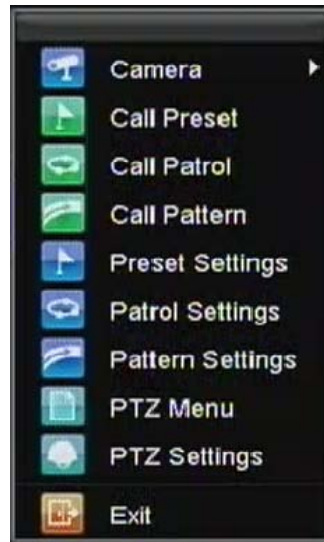 Camera
Call Preset
Call Patrol
Call Pattern
Preset Settings
Patrol Settings
Pattern Settings
PTZ Menu
PTZ Settings
Exit